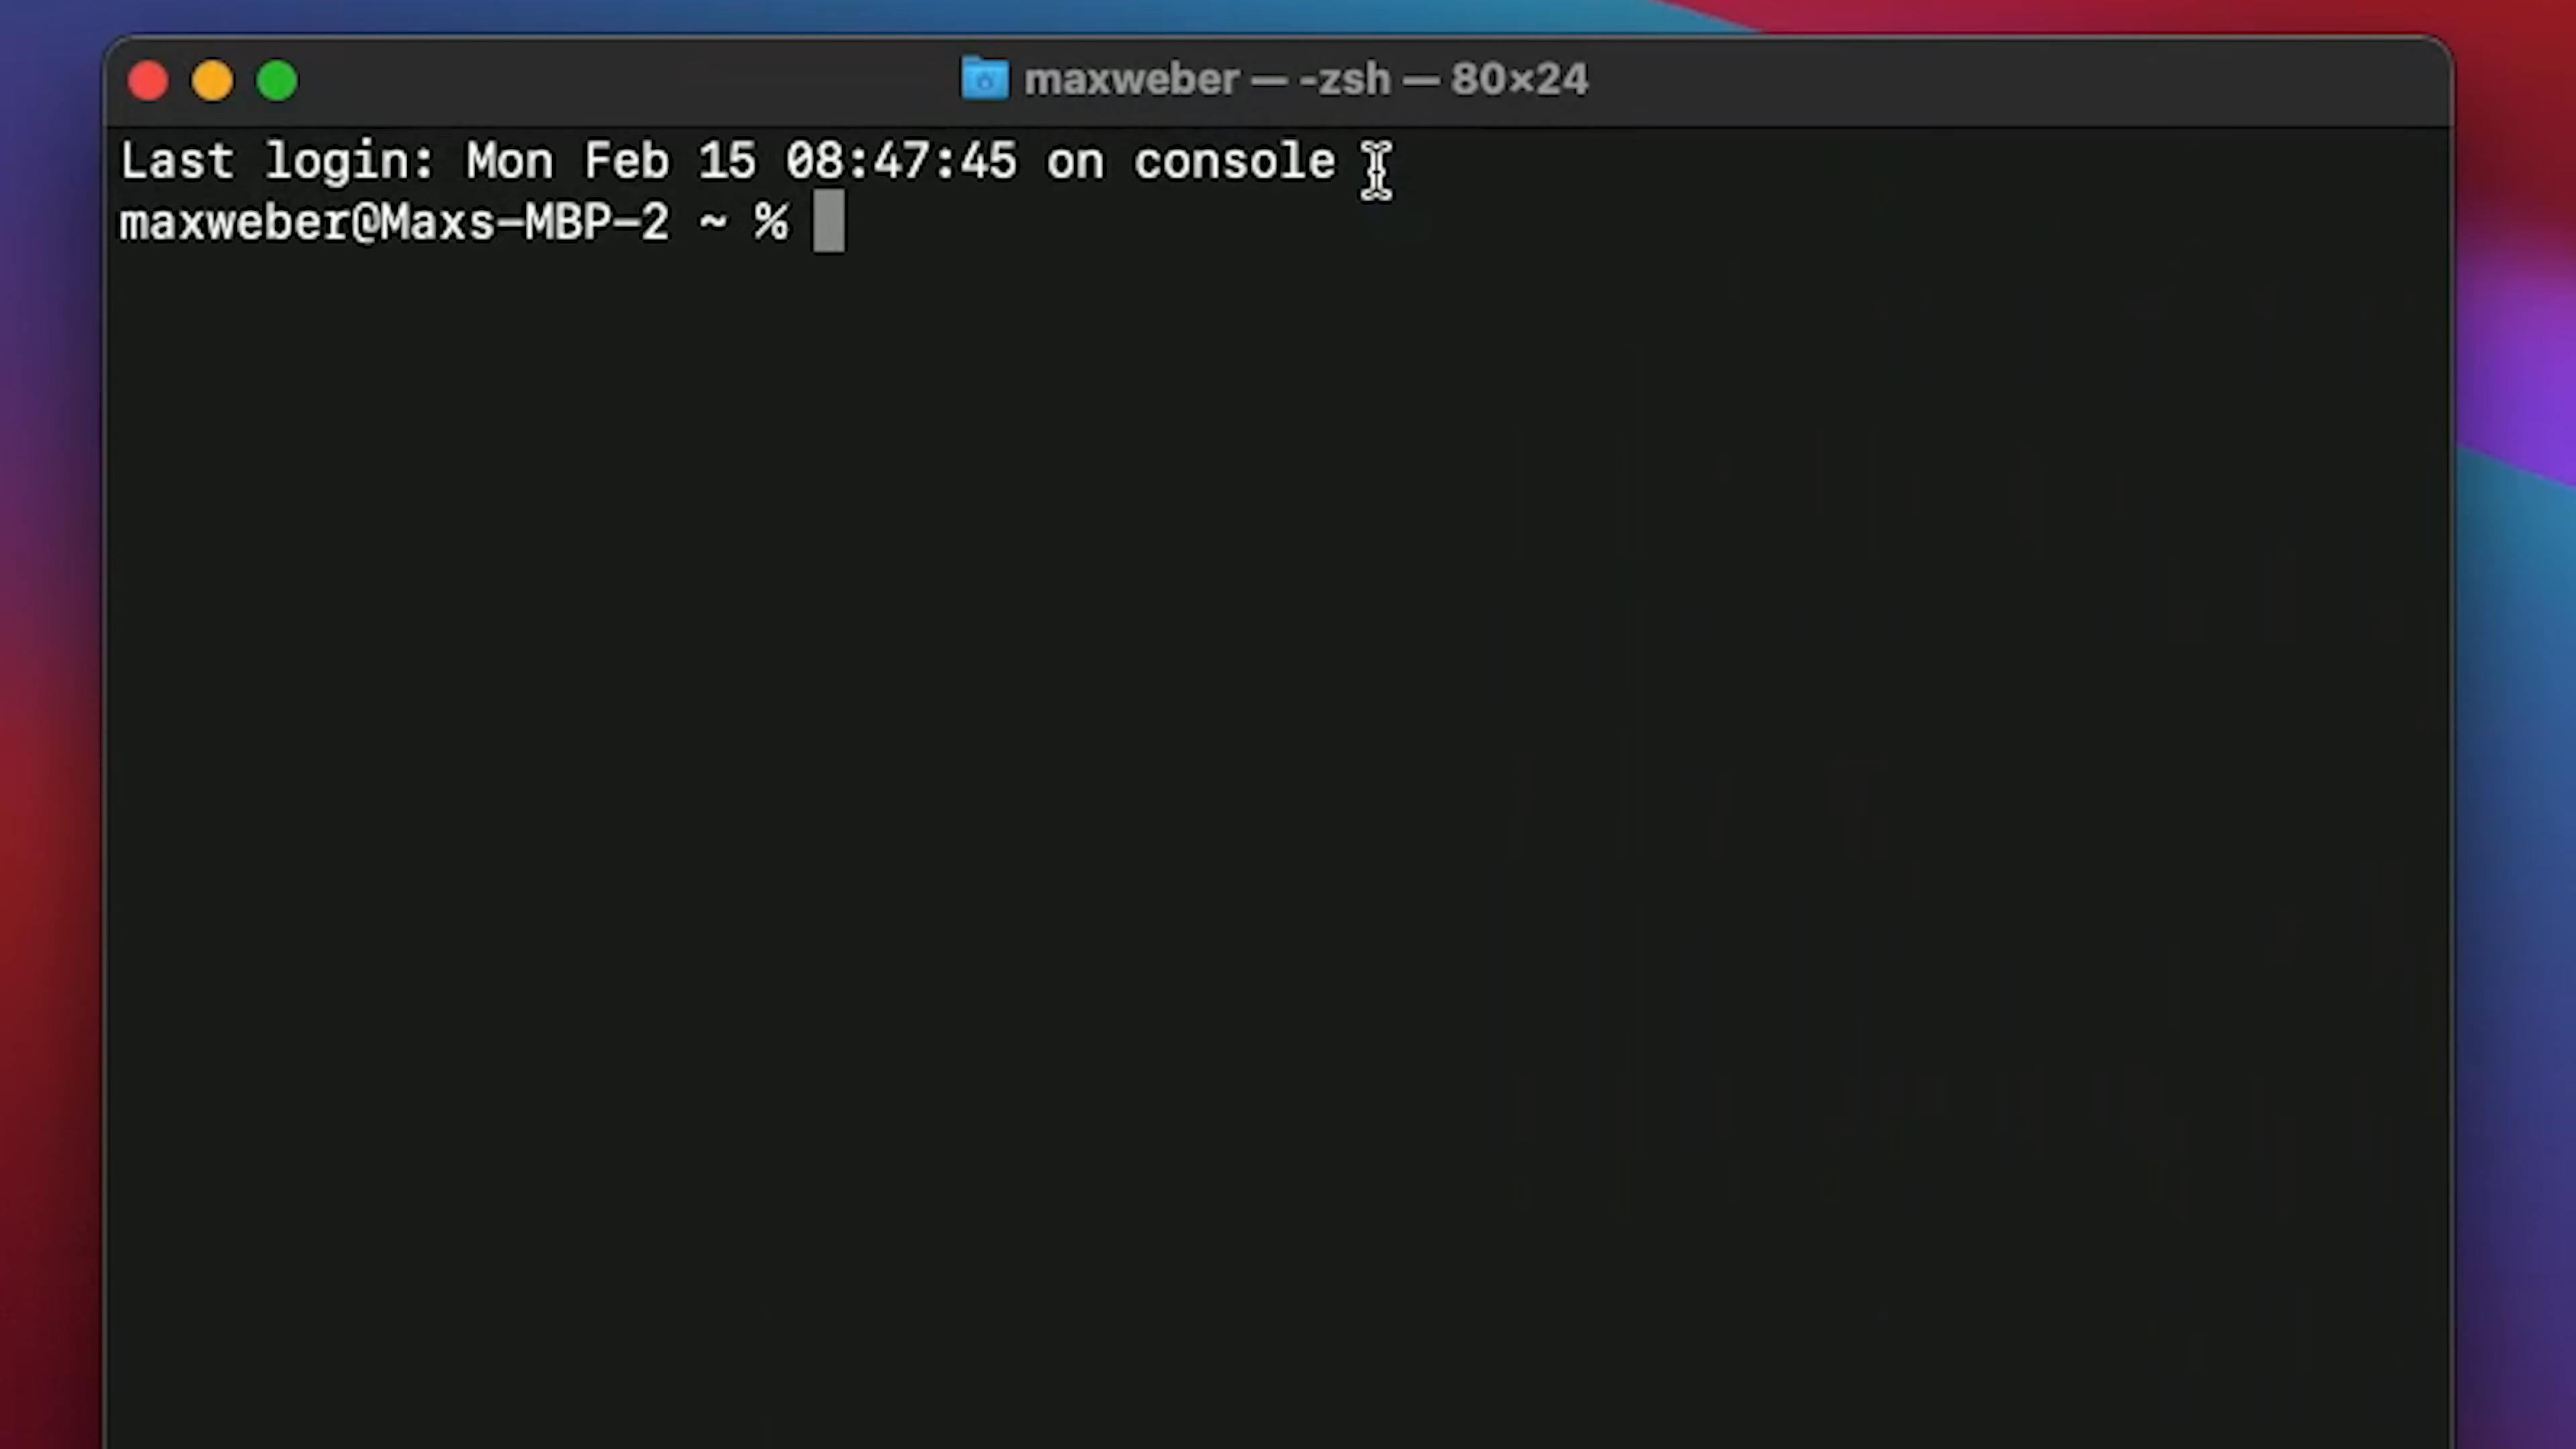 maxweber — -zsh — 80×24
Last login: Mon Feb 15 08:47:45 on console
maxweber@Maxs-MBP-2 ~ %